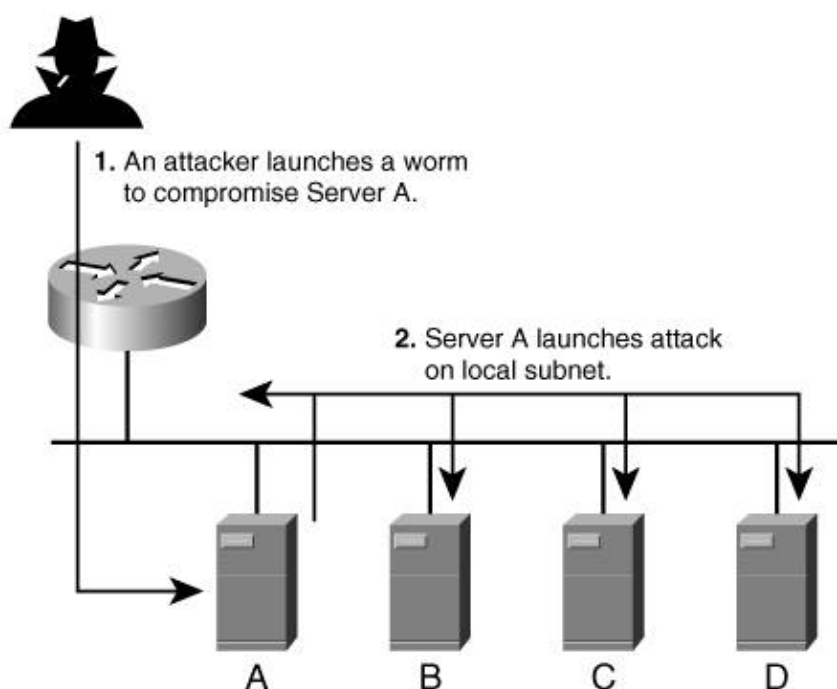 1. An attacker launches a worm
to compromise Server A.
2. Server A launches attack
on local subnet.
A
B
C
D